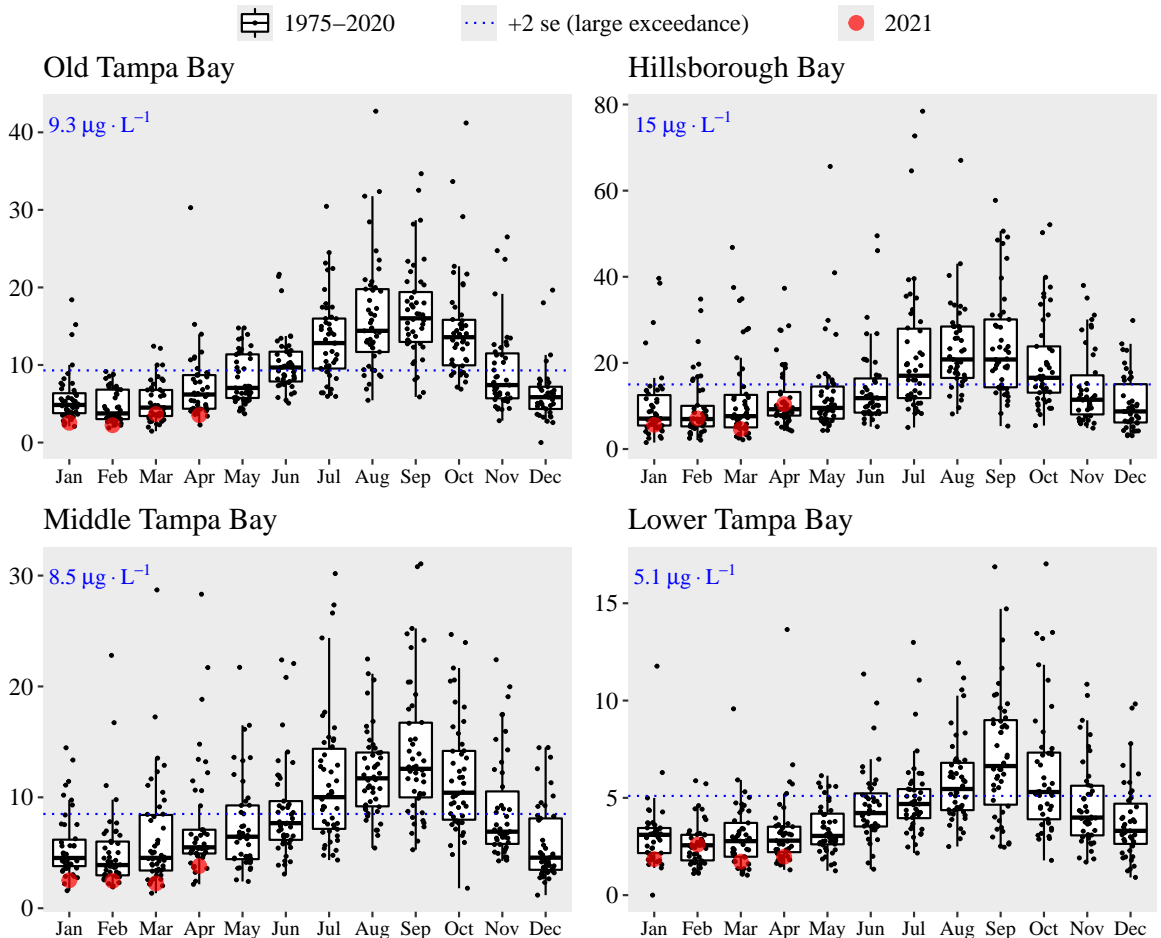 1975–2020 +2 se (large exceedance) 2021
Old Tampa Bay
9.3 µg · L⁻¹
40
30
20
10
0
Jan Feb Mar Apr May Jun Jul Aug Sep Oct Nov Dec
Hillsborough Bay
15 µg · L⁻¹
80
60
40
20
0
Jan Feb Mar Apr May Jun Jul Aug Sep Oct Nov Dec
Middle Tampa Bay
8.5 µg · L⁻¹
30
20
10
0
Jan Feb Mar Apr May Jun Jul Aug Sep Oct Nov Dec
Lower Tampa Bay
5.1 µg · L⁻¹
15
10
5
0
Jan Feb Mar Apr May Jun Jul Aug Sep Oct Nov Dec